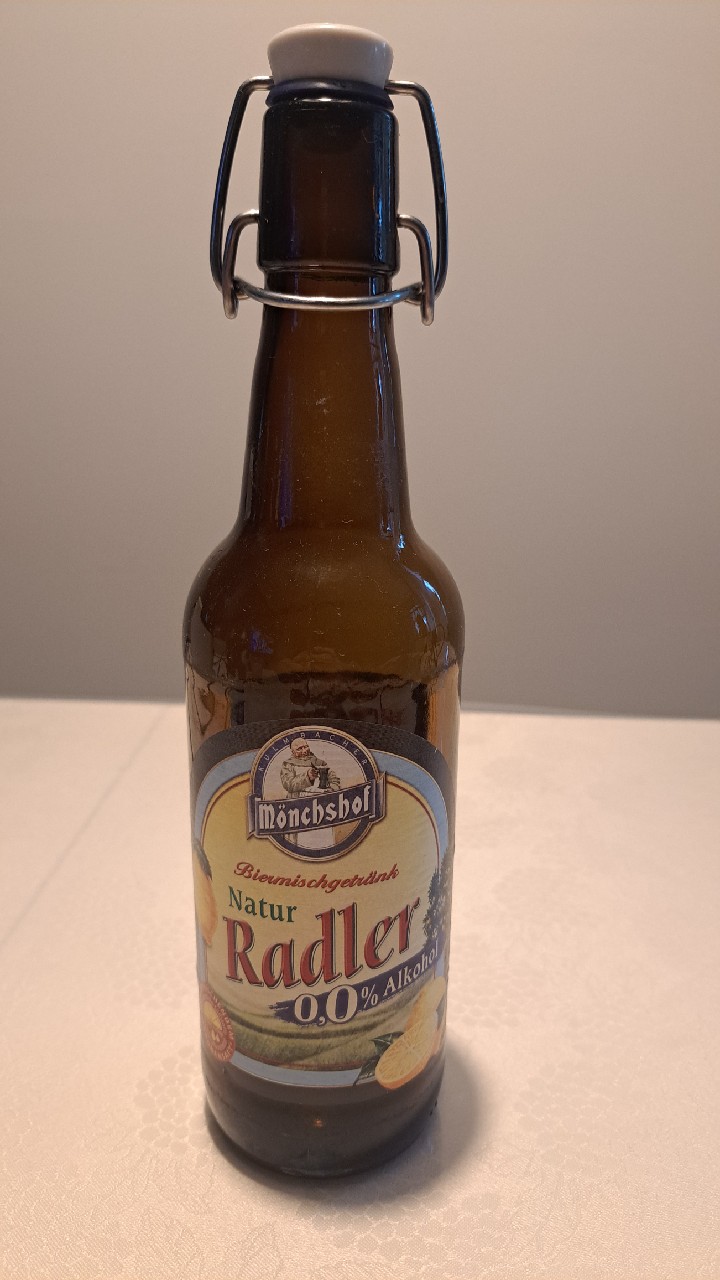 KULMBACHER
Mönchshof
Biermischgetränk
Natur
Radler
0,0% Alkohol